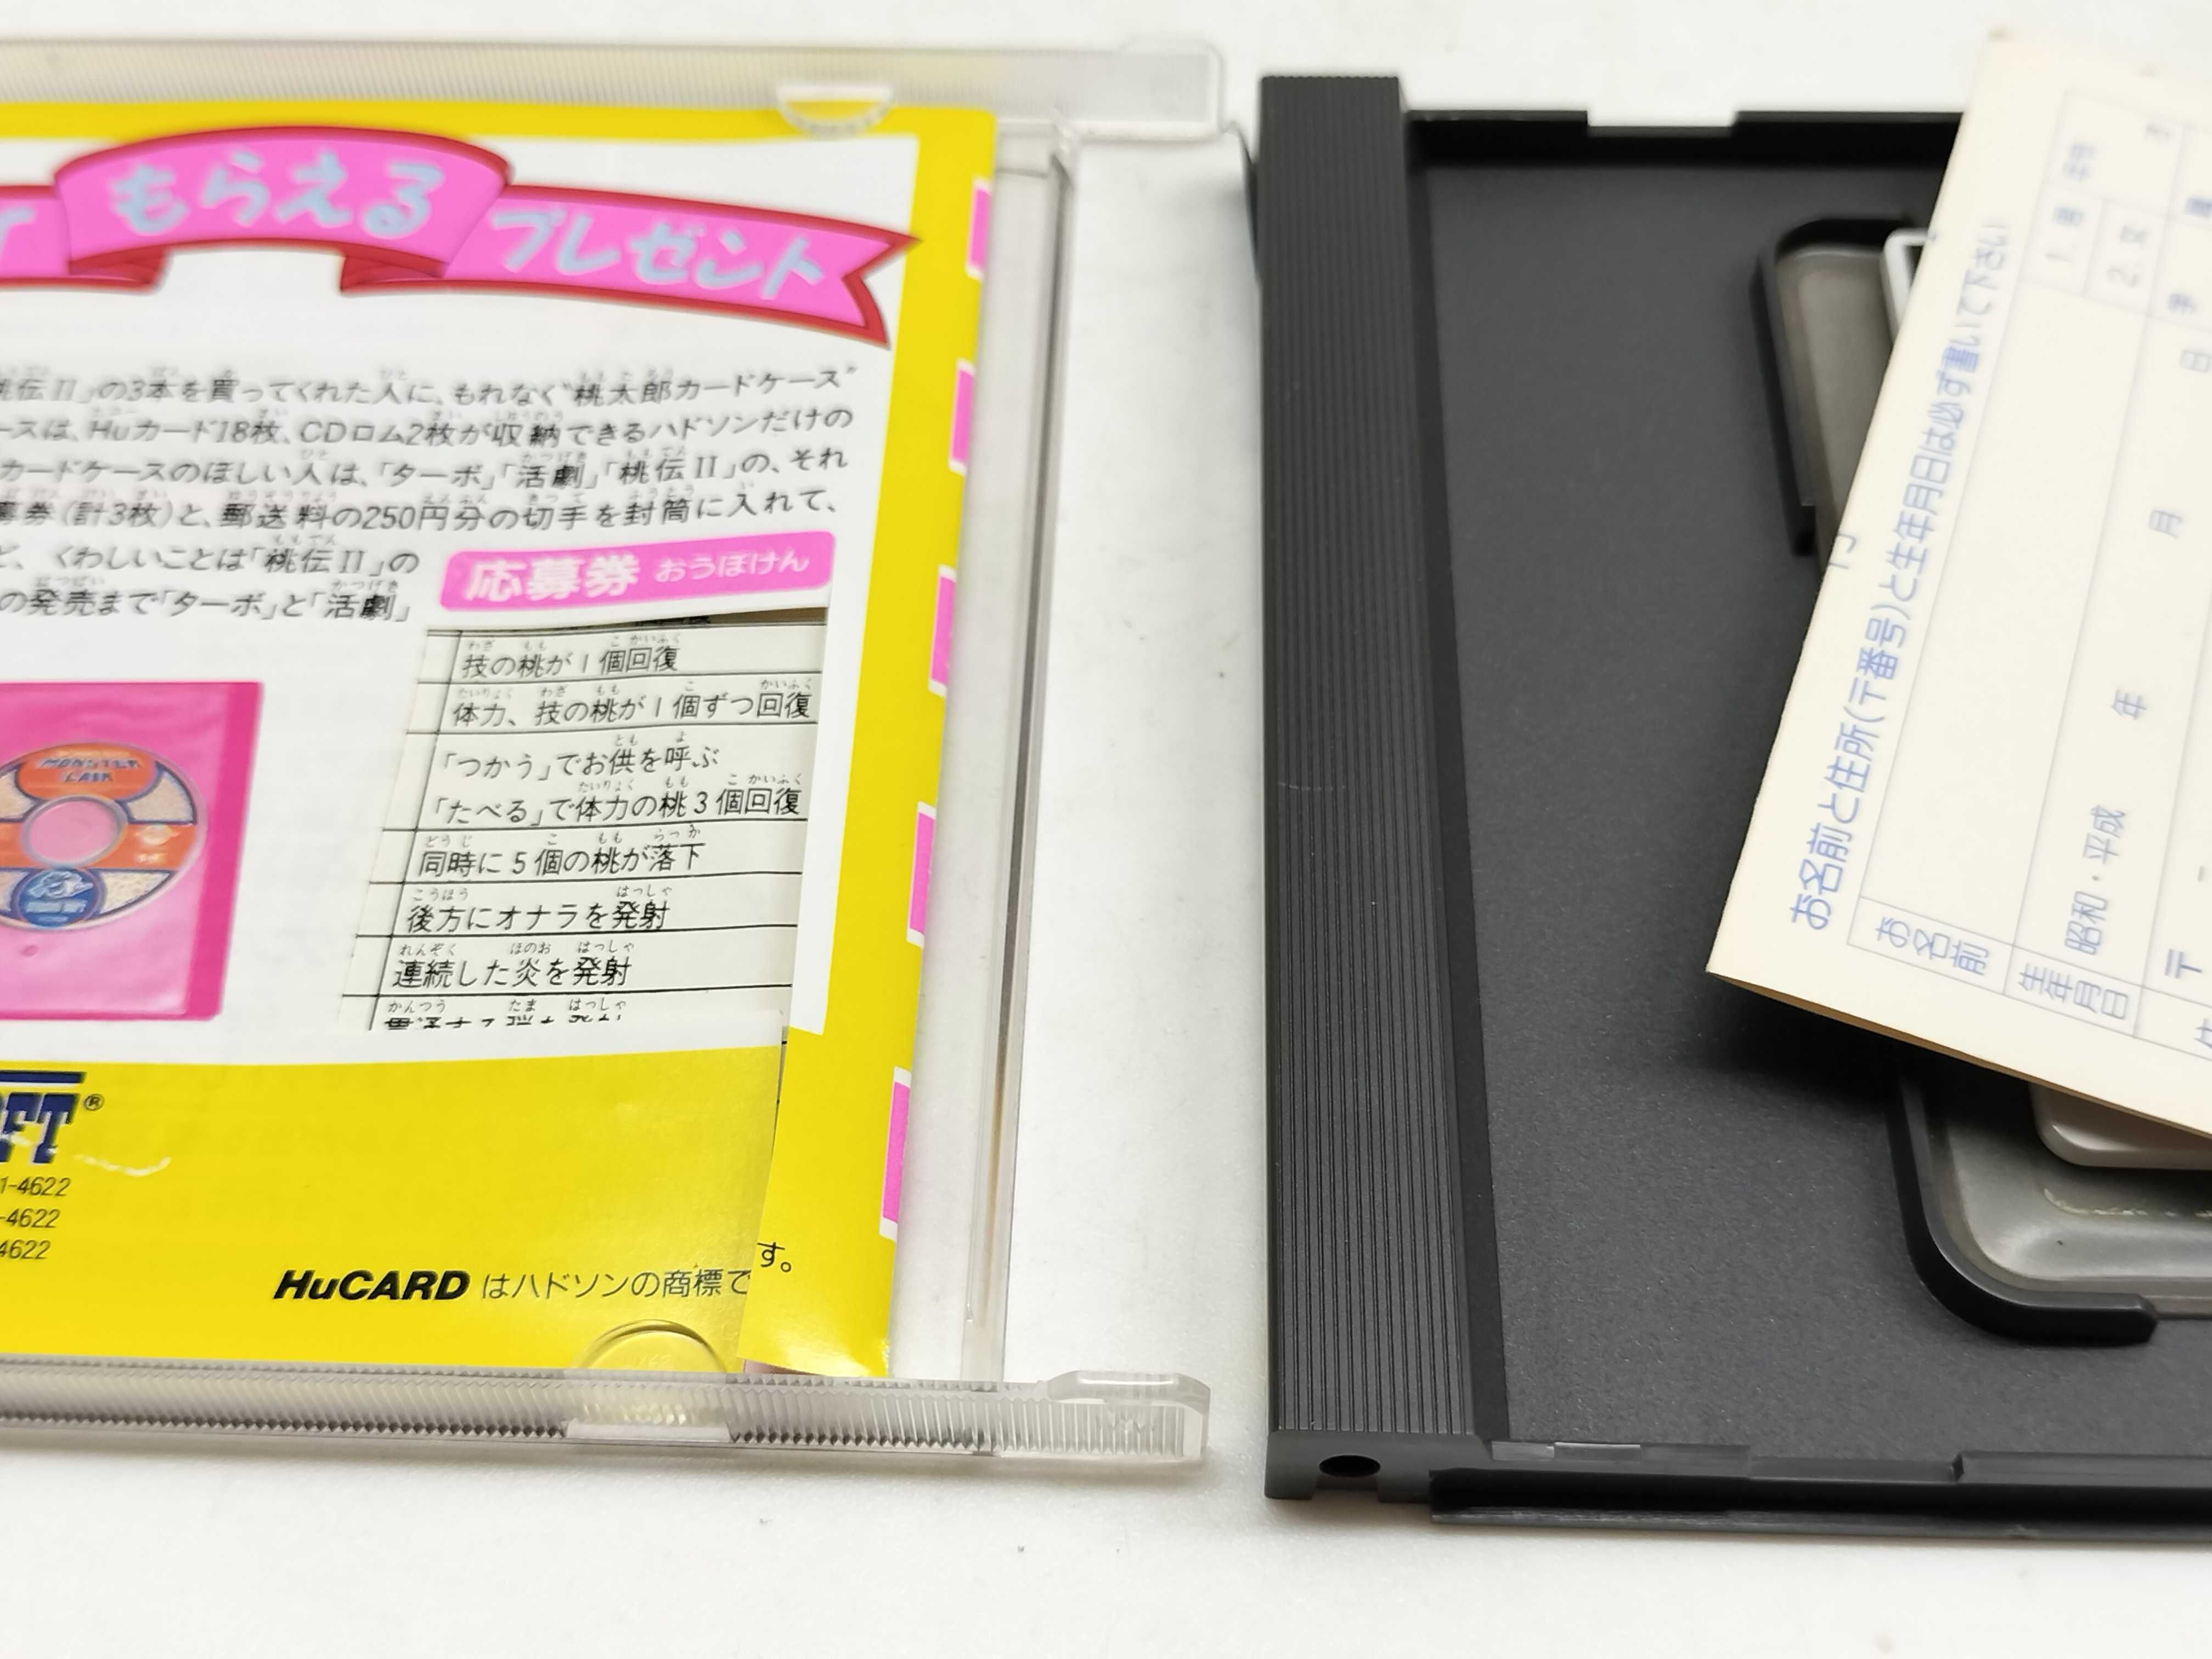 もらえる
プレゼント
桃伝II」の3本を買ってくれた人に、もれなく"桃太郎カードケース"
ースは、Huカード18枚、CDロム2枚が収納できるハドソンだけの
カードケースのほしい人は、「ターボ」「活劇」「桃伝II」の、それ
募券(計3枚)と、郵送料の250円分の切手を封筒に入れて、
ど、くわしいことは「桃伝II」の
の発売まで「ターボ」と「活劇」
応募券 おうぼけん
技の桃が1個回復
体力、技の桃が1個ずつ回復
「つかう」でお供を呼ぶ
「たべる」で体力の桃3個回復
同時に5個の桃が落下
後方にオナラを発射
連続した炎を発射
MONSTER
LAIR
FT®
1-4622
-4622
4622
HuCARD はハドソンの商標です。
お名前と住所(〒番号)と生年月日は必ず書いて下さい
お名前
生年月日
昭和・平成
年
月
日
〒
1. 男
2. 女